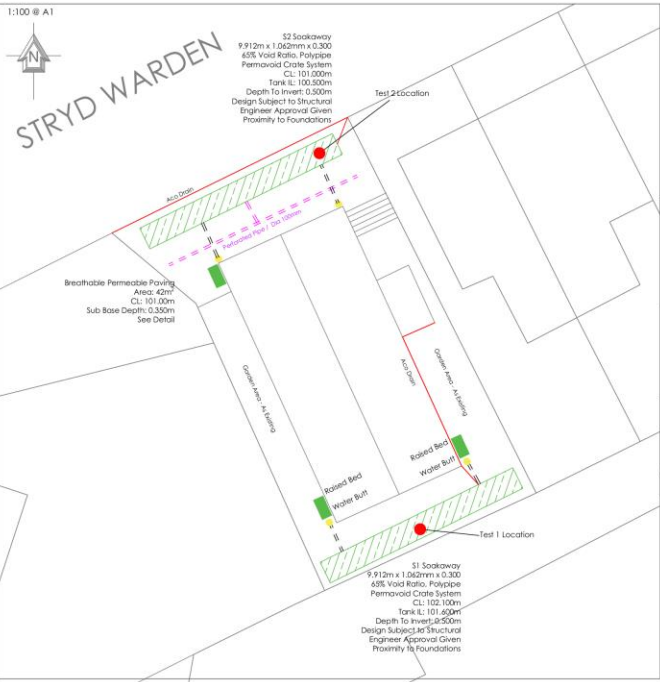 1:100 @ A1
N
STRYD WARDEN
S2 Soakaway
9.912m x 1.062mm x 0.300
65% Void Ratio, Polypipe
Permavoid Crate System
CL: 101.000m
Tank IL: 100.500m
Depth To Invert: 0.500m
Design Subject to Structural
Engineer Approval Given
Proximity to Foundations
Test 2 Location
Aco Drain
Perforated Pipe / Dia 100mm
Breathable Permeable Paving
Area: 42m²
CL: 101.00m
Sub Base Depth: 0.350m
See Detail
Garden Area - As Existing
Aco Drain
Garden Area - As Existing
Raised Bed
Water Butt
Raised Bed
Water Butt
Test 1 Location
S1 Soakaway
9.912m x 1.062mm x 0.300
65% Void Ratio, Polypipe
Permavoid Crate System
CL: 102.100m
Tank IL: 101.600m
Depth To Invert: 0.500m
Design Subject to Structural
Engineer Approval Given
Proximity to Foundations